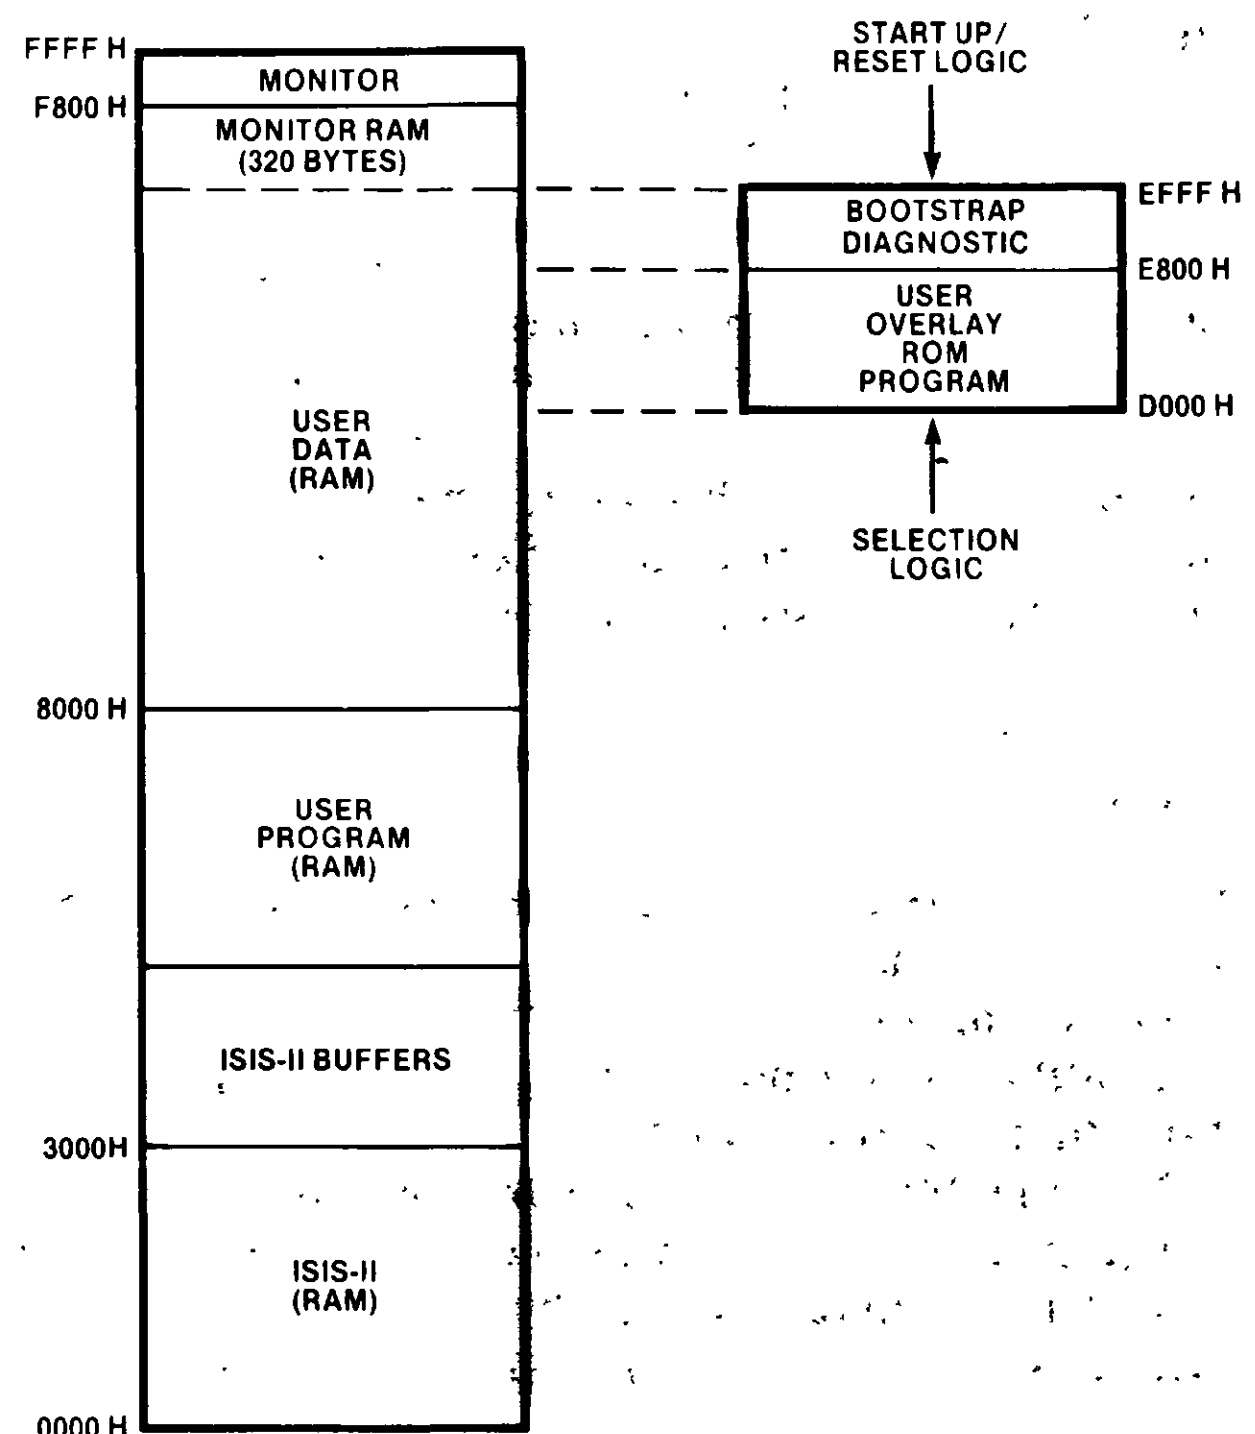 FFFF H
MONITOR
F800 H
MONITOR RAM
(320 BYTES)
USER
DATA
(RAM)
8000 H
USER
PROGRAM
(RAM)
ISIS-II BUFFERS
3000H
ISIS-II
(RAM)
0000 H
START UP/
RESET LOGIC
EFFF H
BOOTSTRAP
DIAGNOSTIC
E800 H
USER
OVERLAY
ROM
PROGRAM
D000 H
SELECTION
LOGIC